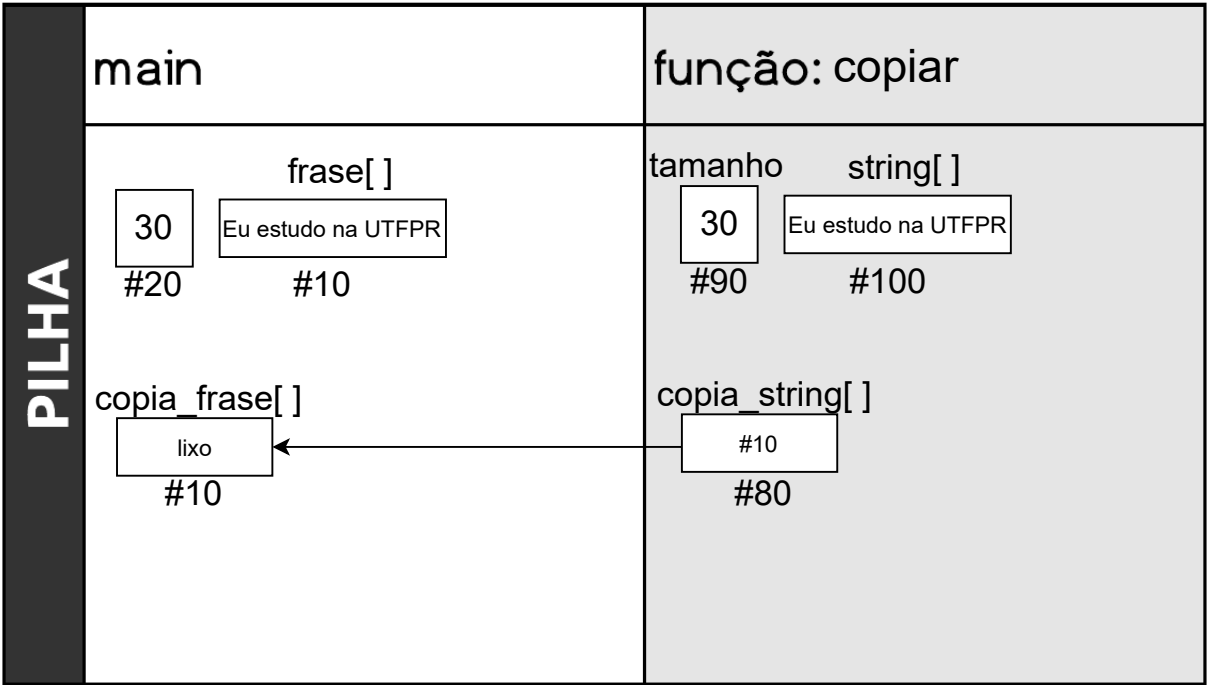 PILHA
main
função: copiar
frase[ ]
30
Eu estudo na UTFPR
#20
#10
copia_frase[ ]
lixo
#10
tamanho
string[ ]
30
Eu estudo na UTFPR
#90
#100
copia_string[ ]
#10
#80